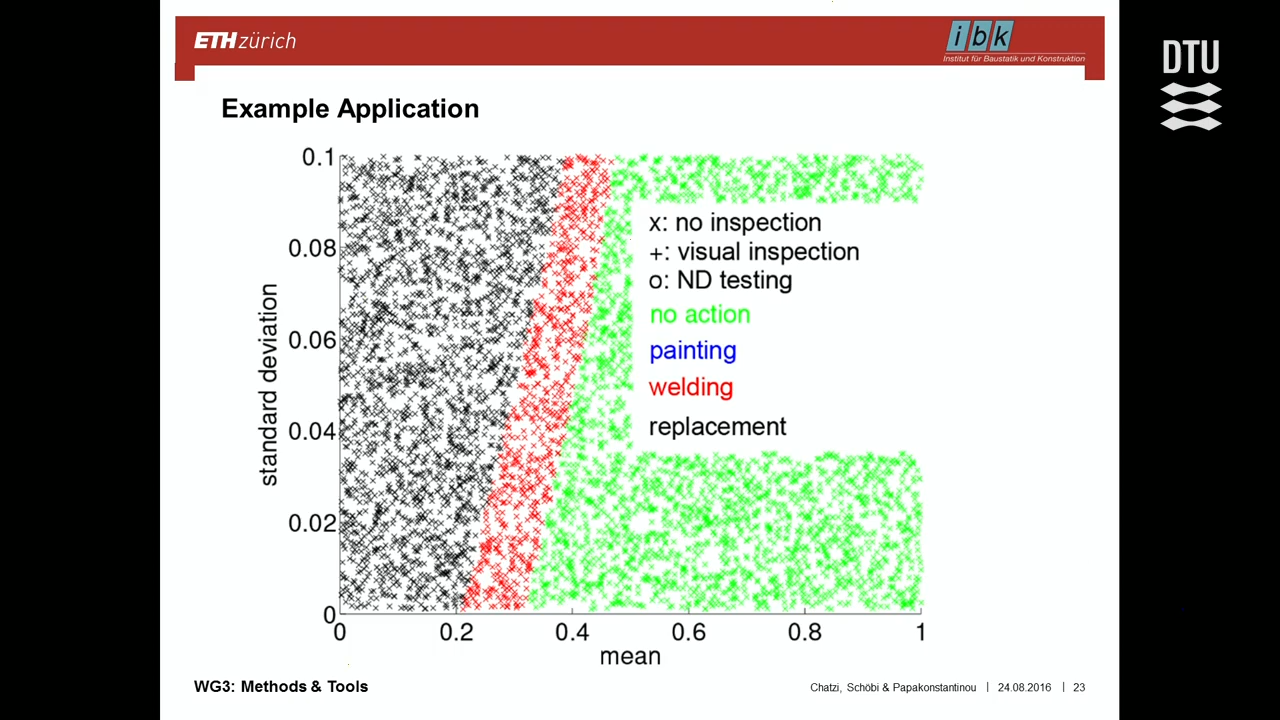 ETH zürich
ibk
Institut für Baustatik und Konstruktion
DTU
Example Application
0.1
0.08
0.06
0.04
0.02
0
standard deviation
x: no inspection
+: visual inspection
o: ND testing
no action
painting
welding
replacement
0 0.2 0.4 0.6 0.8 1
mean
WG3: Methods & Tools
Chatzi, Schöbi & Papakonstantinou | 24.08.2016 | 23